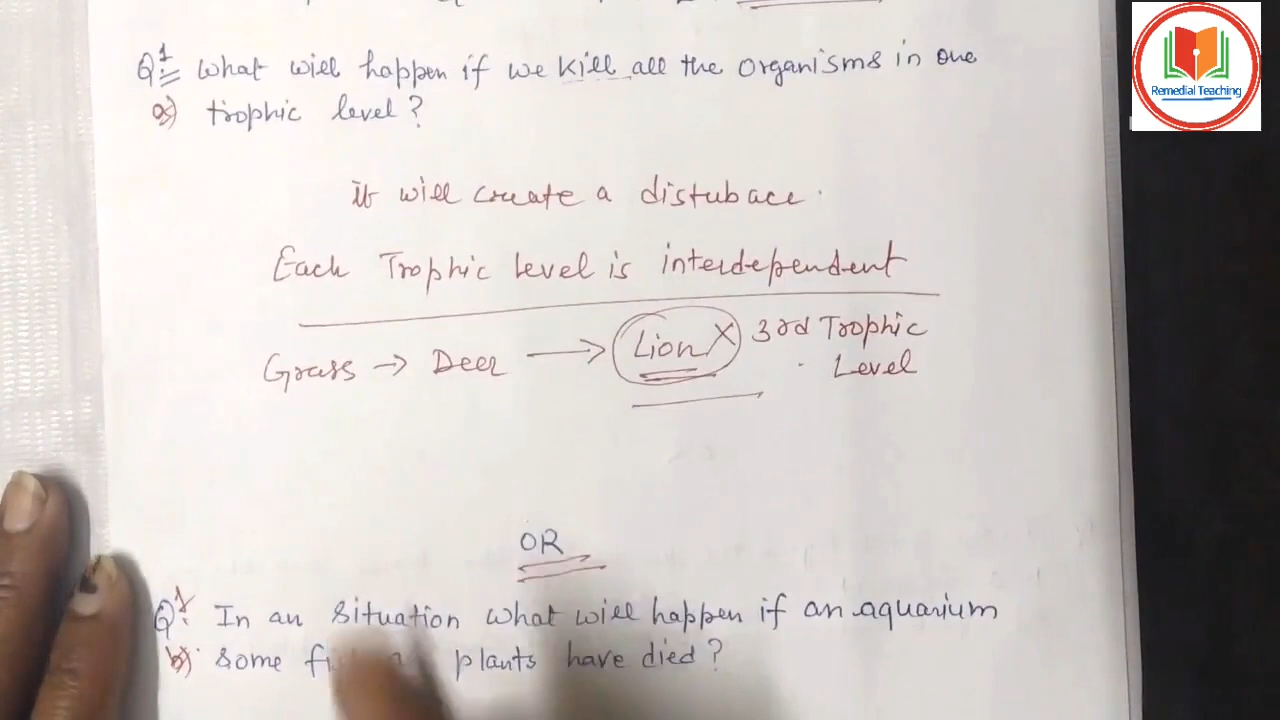 Q1 What will happen if we kill all the organisms in one
a) trophic level?
it will create a distubace.
Each Trophic Level is interdependent
Grass → Deer → Lion X 3rd Trophic
Level
OR
Q1 In an situation what will happen if an aquarium
b) some plants have died?
Remedial Teaching